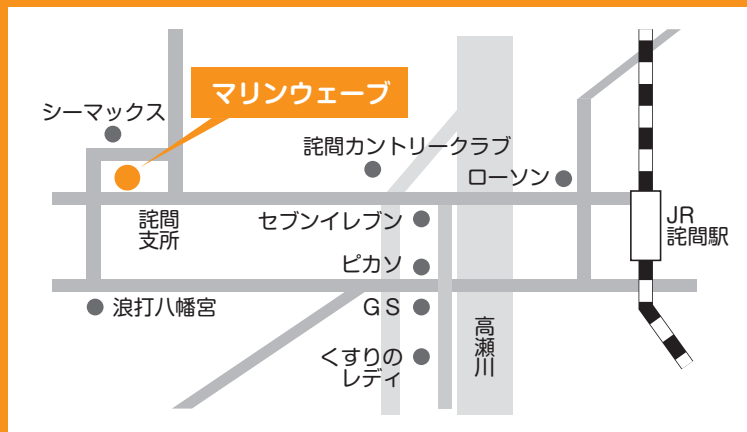 マリンウェーブ
シーマックス
詫間カントリークラブ
ローソン
詫間
支所
セブンイレブン
JR
詫間駅
ピカソ
浪打八幡宮
GS
高瀬川
くすりの
レディ